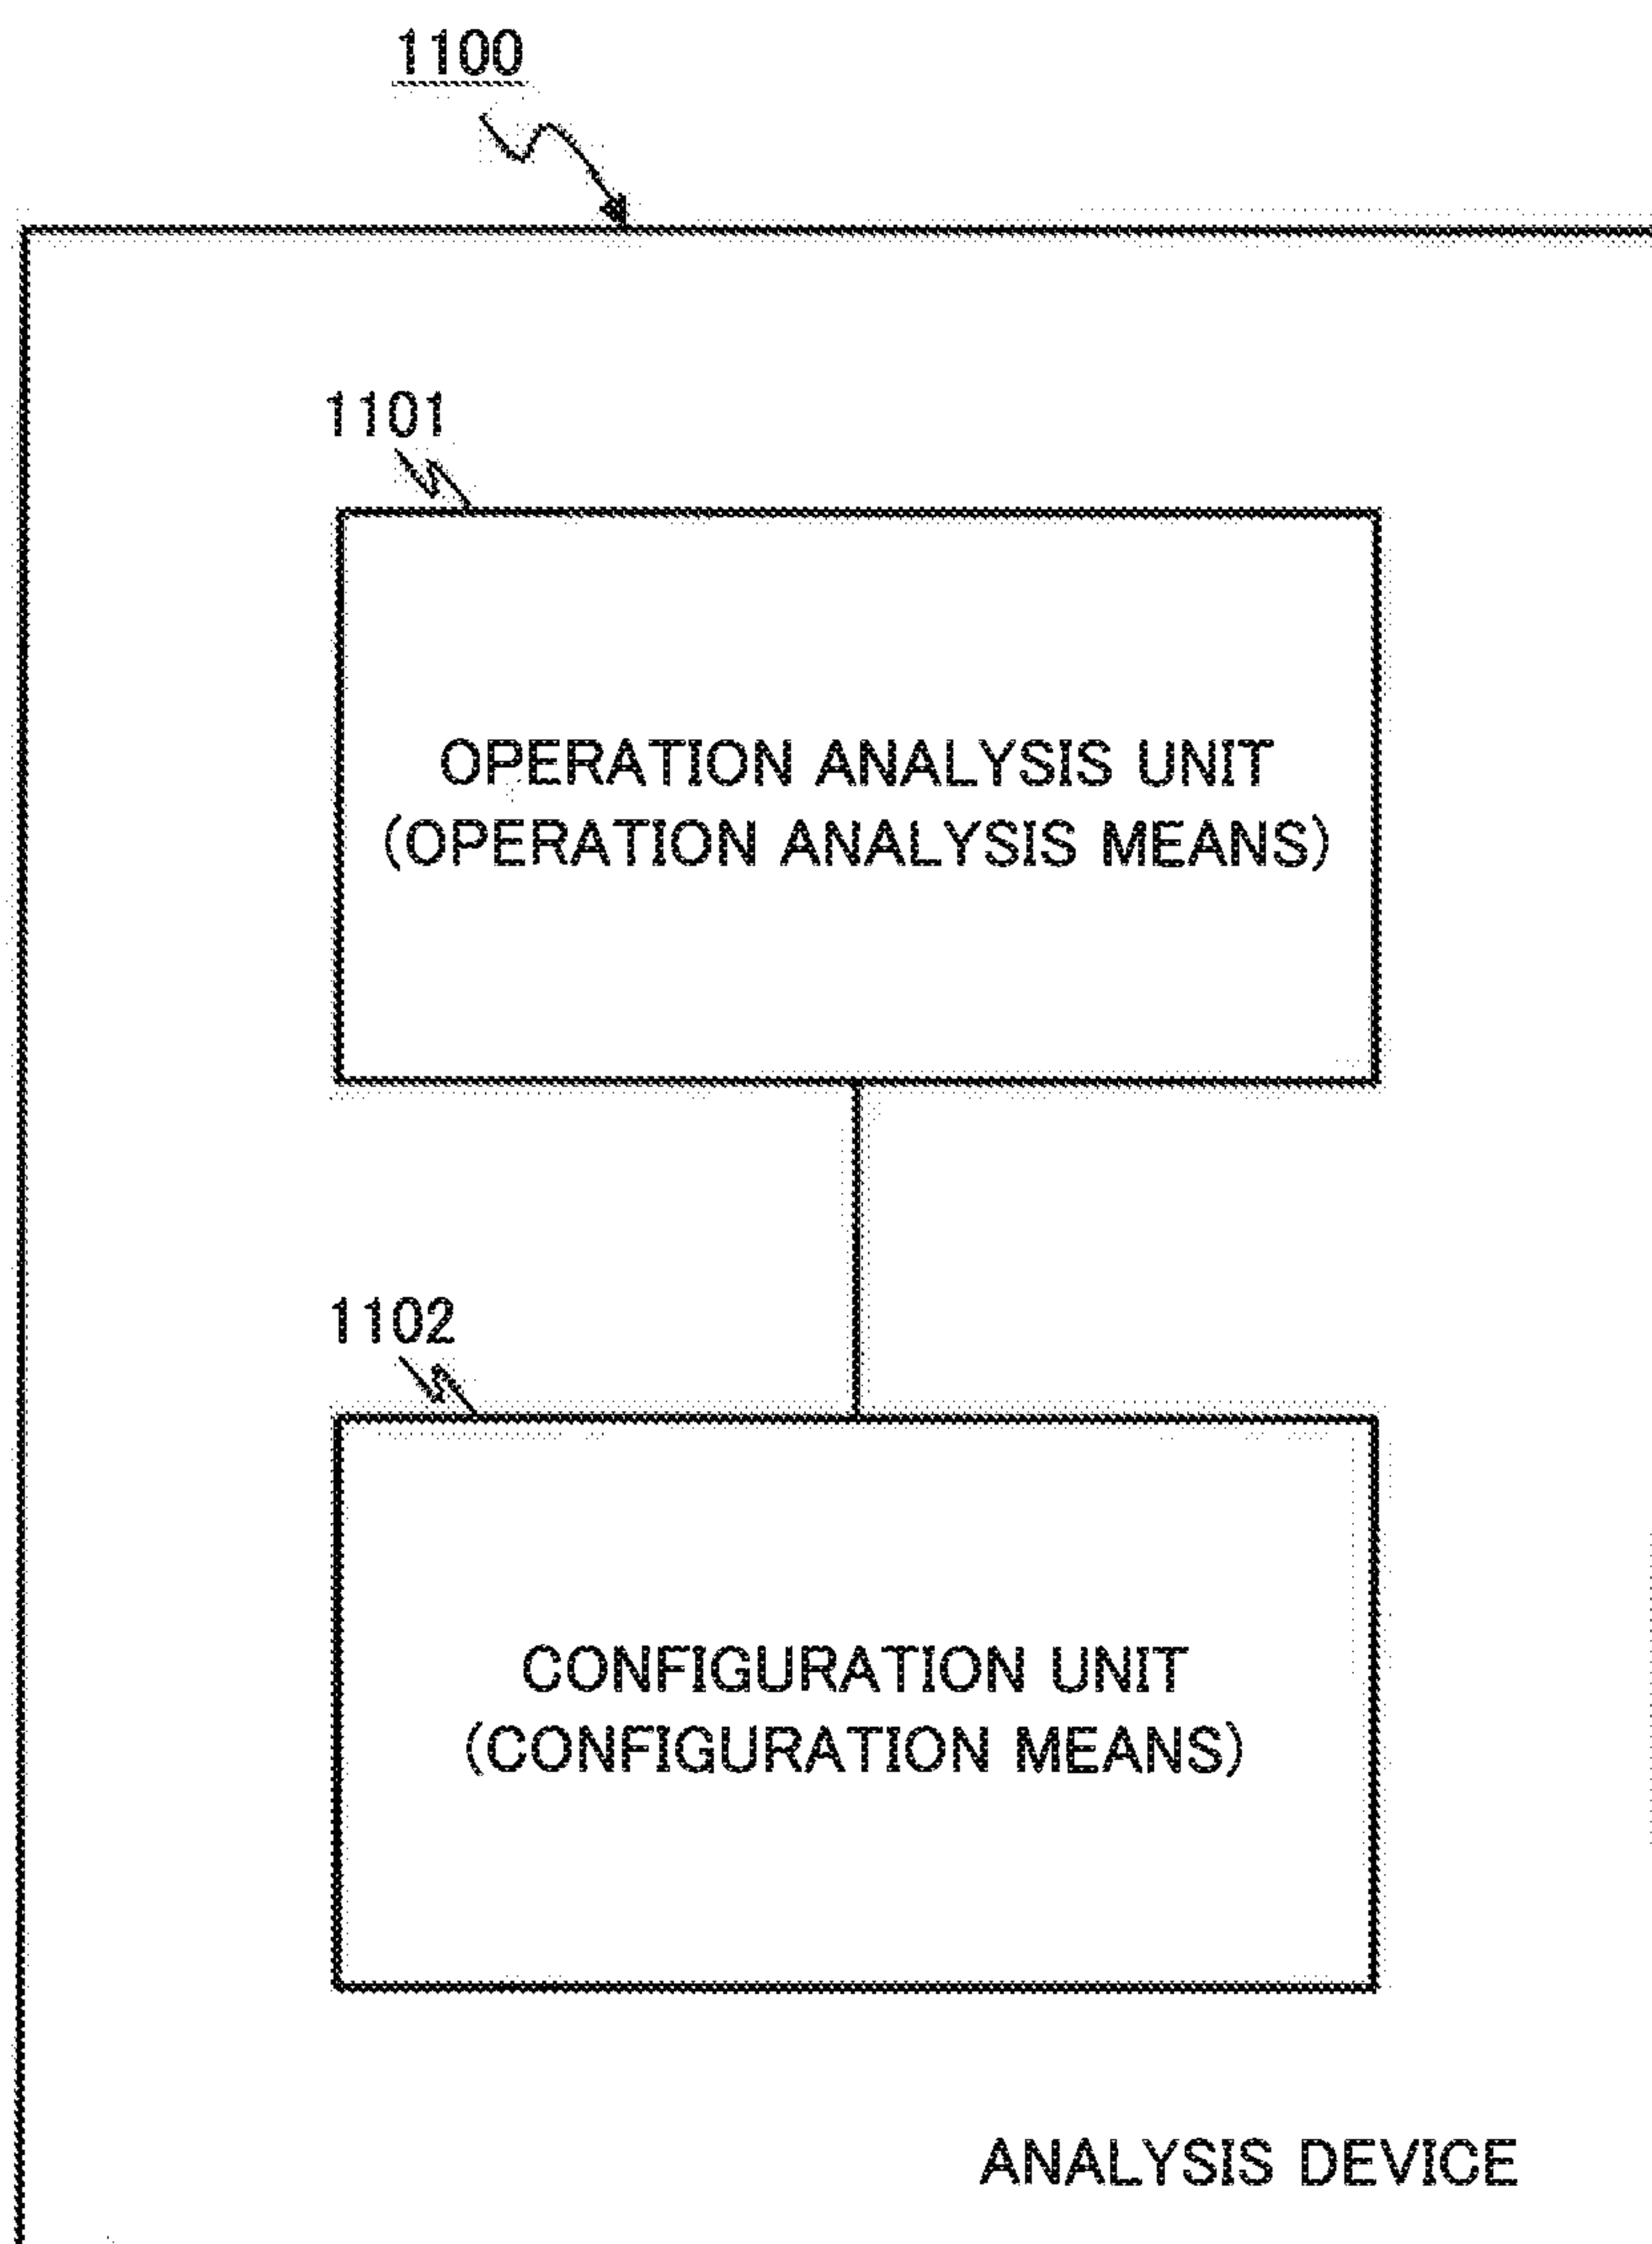 1100
1101
OPERATION ANALYSIS UNIT
(OPERATION ANALYSIS MEANS)
1102
CONFIGURATION UNIT
(CONFIGURATION MEANS)
ANALYSIS DEVICE